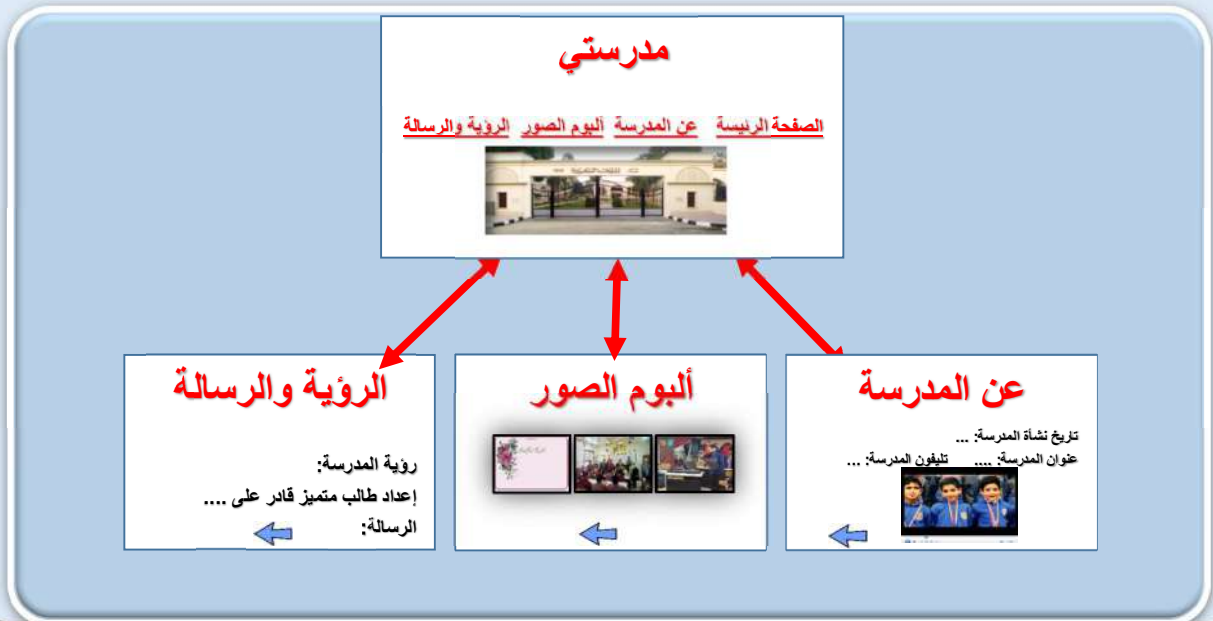 مدرستي
الصفحة الرئيسة عن المدرسة ألبوم الصور الرؤية والرسالة
عن المدرسة
تاريخ نشأة المدرسة: ...
عنوان المدرسة: .... تليفون المدرسة: ...
ألبوم الصور
الرؤية والرسالة
رؤية المدرسة:
إعداد طالب متميز قادر على ....
الرسالة: